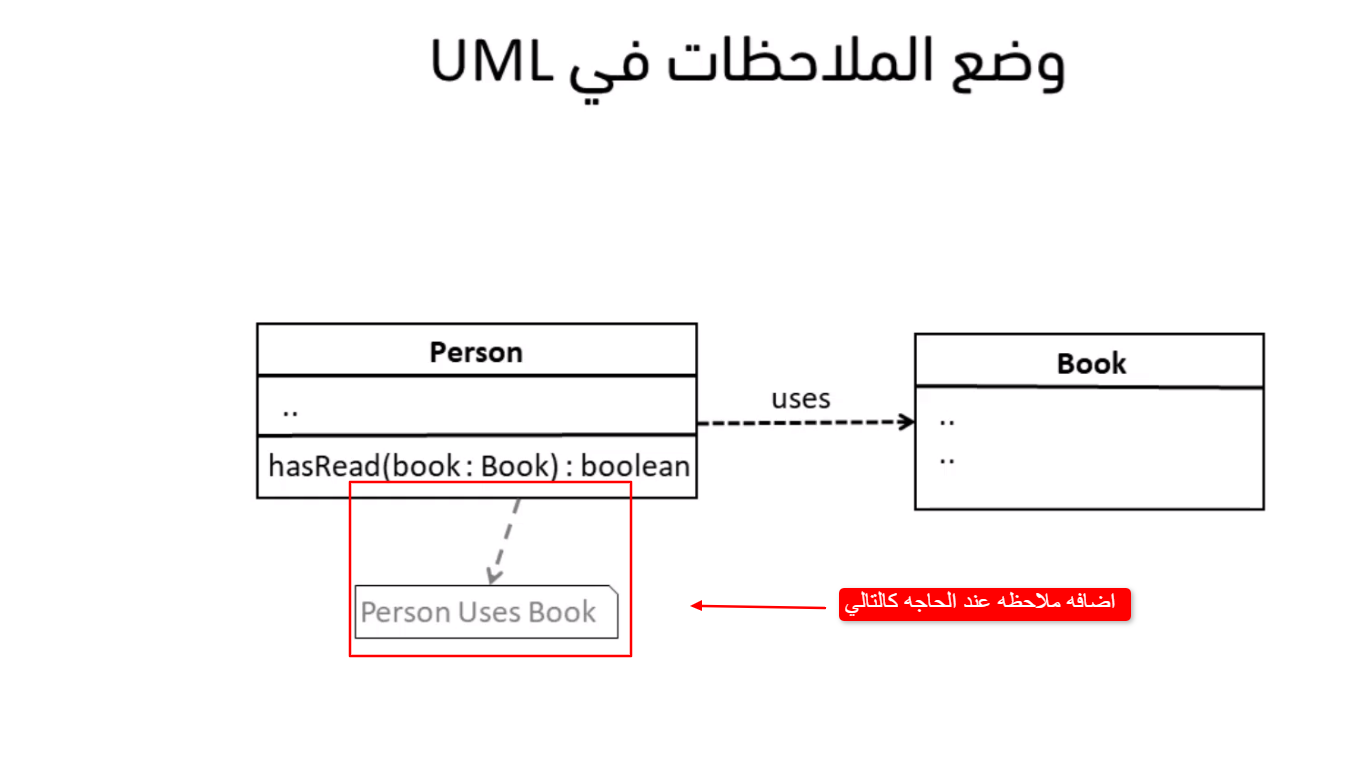 وضع الملاحظات في UML
Person
..
hasRead(book : Book) : boolean
uses
Book
..
..
Person Uses Book
اضافه ملاحظه عند الحاجه كالتالي